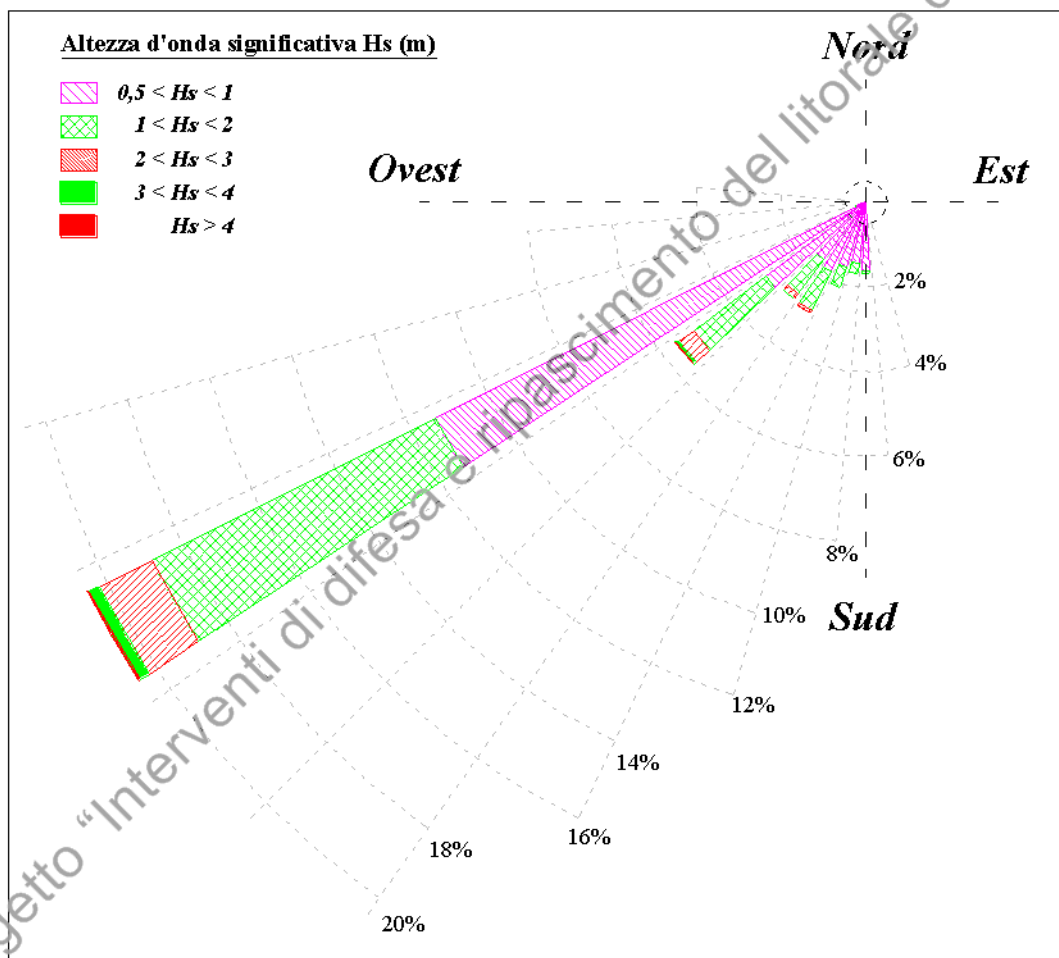 Altezza d'onda significativa Hs (m)
0,5 < Hs < 1
1 < Hs < 2
2 < Hs < 3
3 < Hs < 4
Hs > 4
Nord
Ovest
Est
Sud
2%
4%
6%
8%
10%
12%
14%
16%
18%
20%
getto “Interventi di difesa e ripascimento del litorale